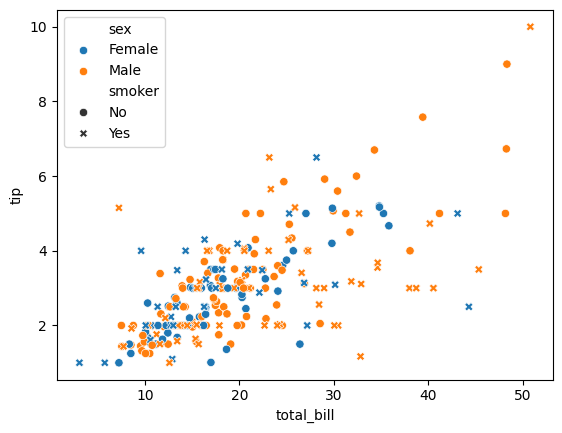 sex
Female
Male
smoker
No
Yes
10
8
6
4
2
tip
10 20 30 40 50
total_bill